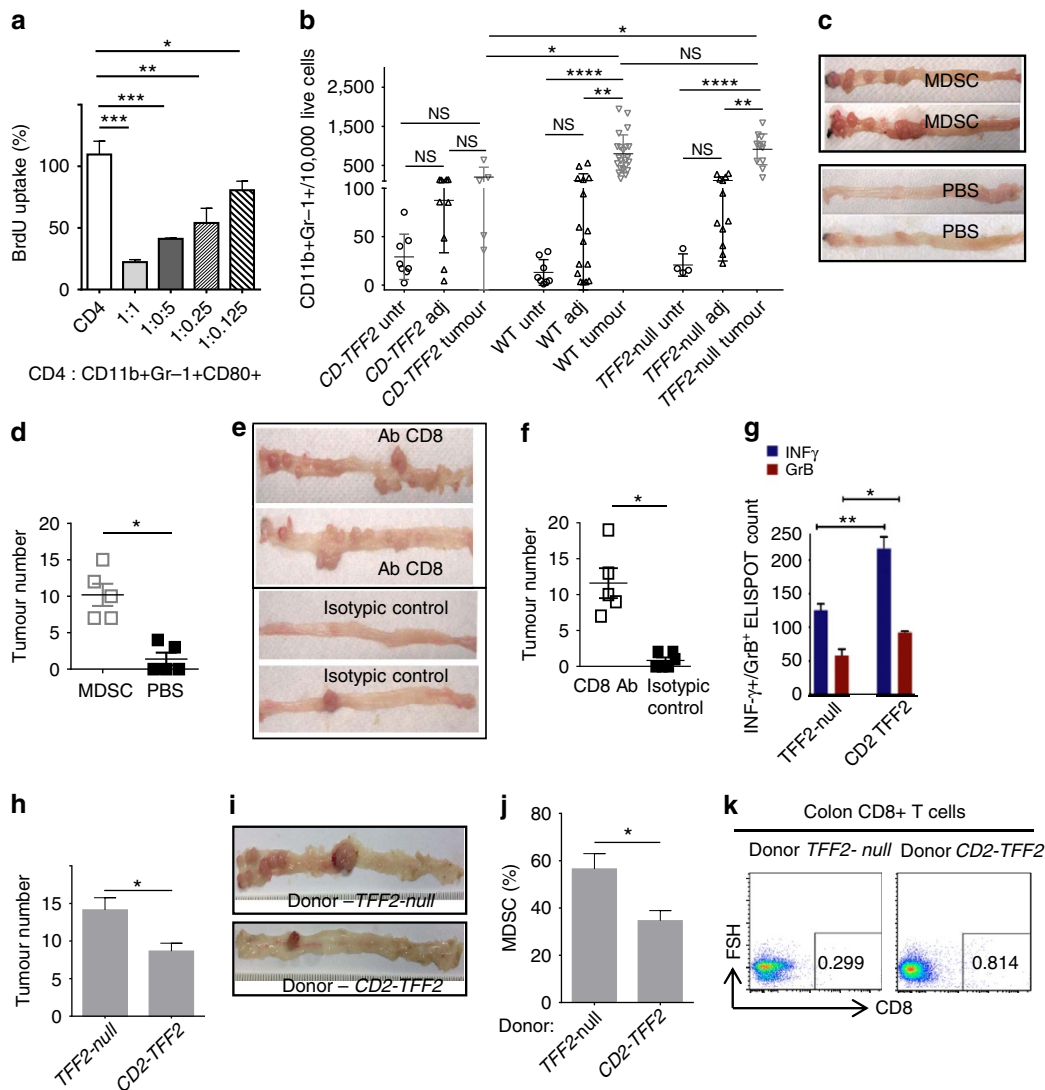 a
*
**
***
***
BrdU uptake (%)
100
50
0
CD4
1:1
1:0:5
1:0.25
1:0.125
CD4 : CD11b+Gr–1+CD80+
b
*
*
NS
****
****
**
**
NS
NS
NS
NS
NS
CD11b+Gr–1+/10,000 live cells
2,500
1,500
500
100
50
0
CD-TFF2 untr
CD-TFF2 adj
CD-TFF2 tumour
WT untr
WT adj
WT tumour
TFF2-null untr
TFF2-null adj
TFF2-null tumour
c
MDSC
MDSC
PBS
PBS
d
*
Tumour number
20
15
10
5
0
MDSC
PBS
e
Ab CD8
Ab CD8
Isotypic control
Isotypic control
f
*
Tumour number
20
15
10
5
0
CD8 Ab
Isotypic
control
g
INFγ
GrB
*
**
INF-γ+/GrB+ ELISPOT count
250
200
150
100
50
0
TFF2-null
CD2 TFF2
h
*
Tumour number
15
10
5
0
TFF2-null
CD2-TFF2
i
Donor –TFF2-null
Donor – CD2-TFF2
j
*
MDSC (%)
80
60
40
20
0
Donor:
TFF2-null
CD2-TFF2
k
Colon CD8+ T cells
Donor TFF2- null
Donor CD2-TFF2
0.299
0.814
FSH
CD8